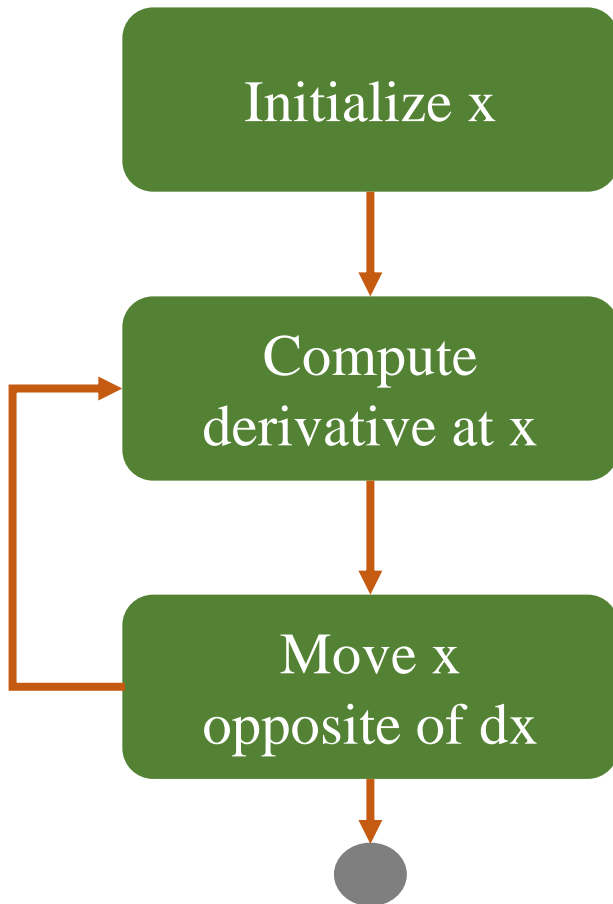 Initialize x
Compute
derivative at x
Move x
opposite of dx